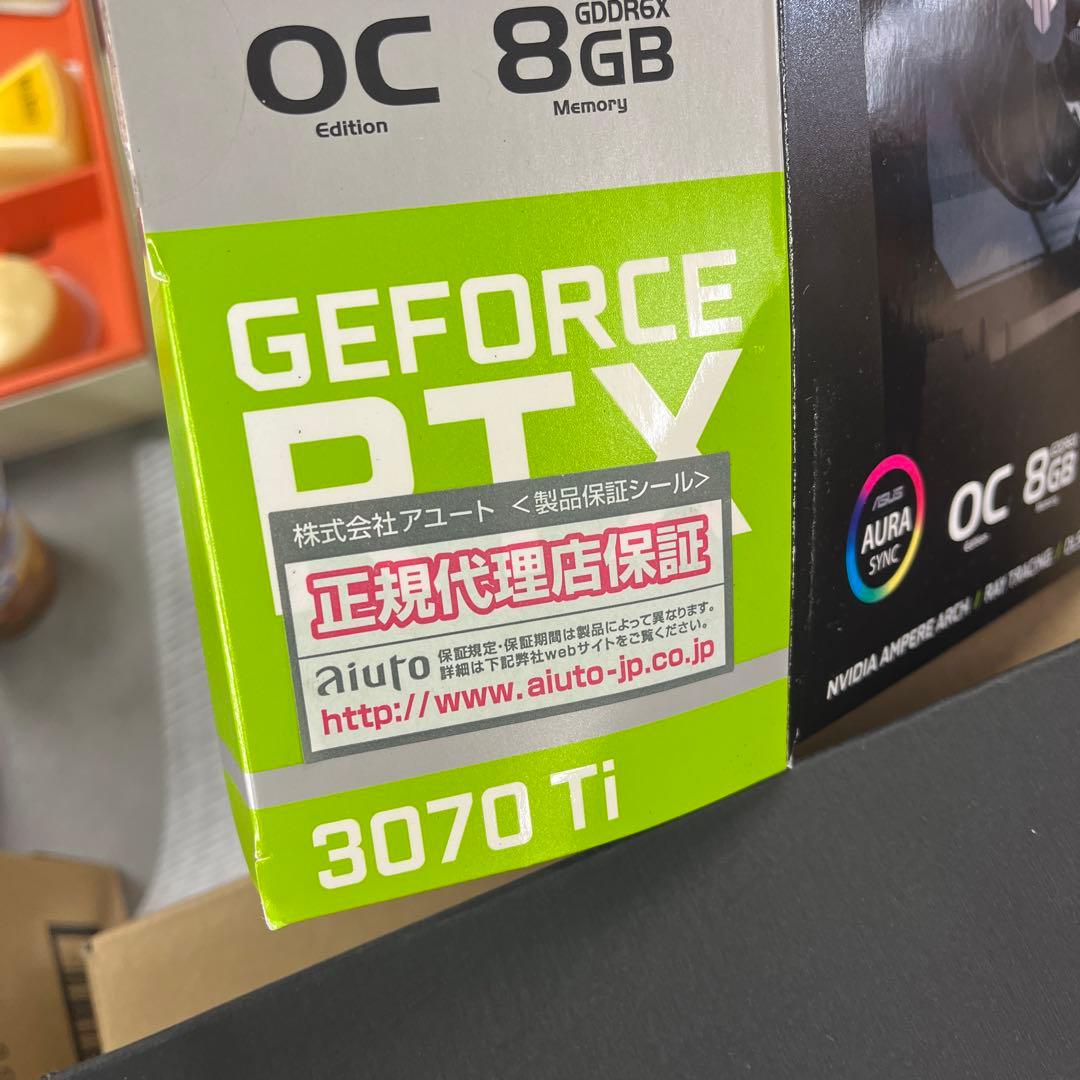 OC
Edition
GDDR6X
8GB
Memory
GEFORCE
RTX™
株式会社アユート <製品保証シール>
正規代理店保証
aiuto
保証規定・保証期間は製品によって異なります。
詳細は下記弊社webサイトをご覧ください。
http://www.aiuto-jp.co.jp
3070 Ti
ASUS
AURA
SYNC
OC
Edition
8GB
NVIDIA AMPERE ARCH. / RAY TRACING /